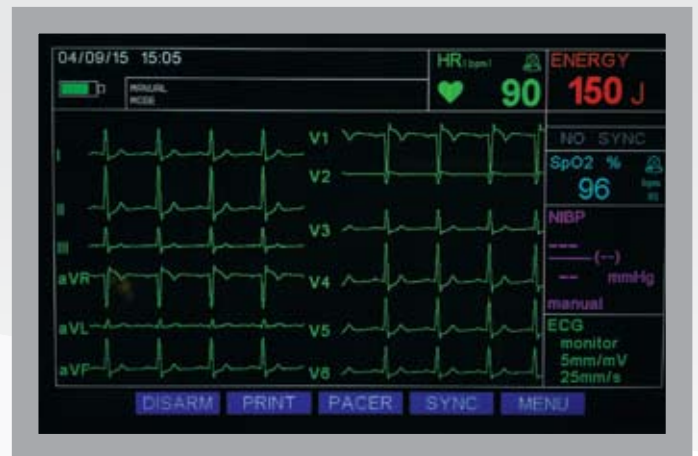 04/09/15 15:05
MANUAL
MODE
HR (bpm)
90
ENERGY
150 J
NO SYNC
SpO2 %
96
bpm
NIBP
---
---(--)
-- mmHg
manual
ECG
monitor
5mm/mV
25mm/s
I
II
III
aVR
aVL
aVF
V1
V2
V3
V4
V5
V6
DISARM PRINT PACER SYNC MENU